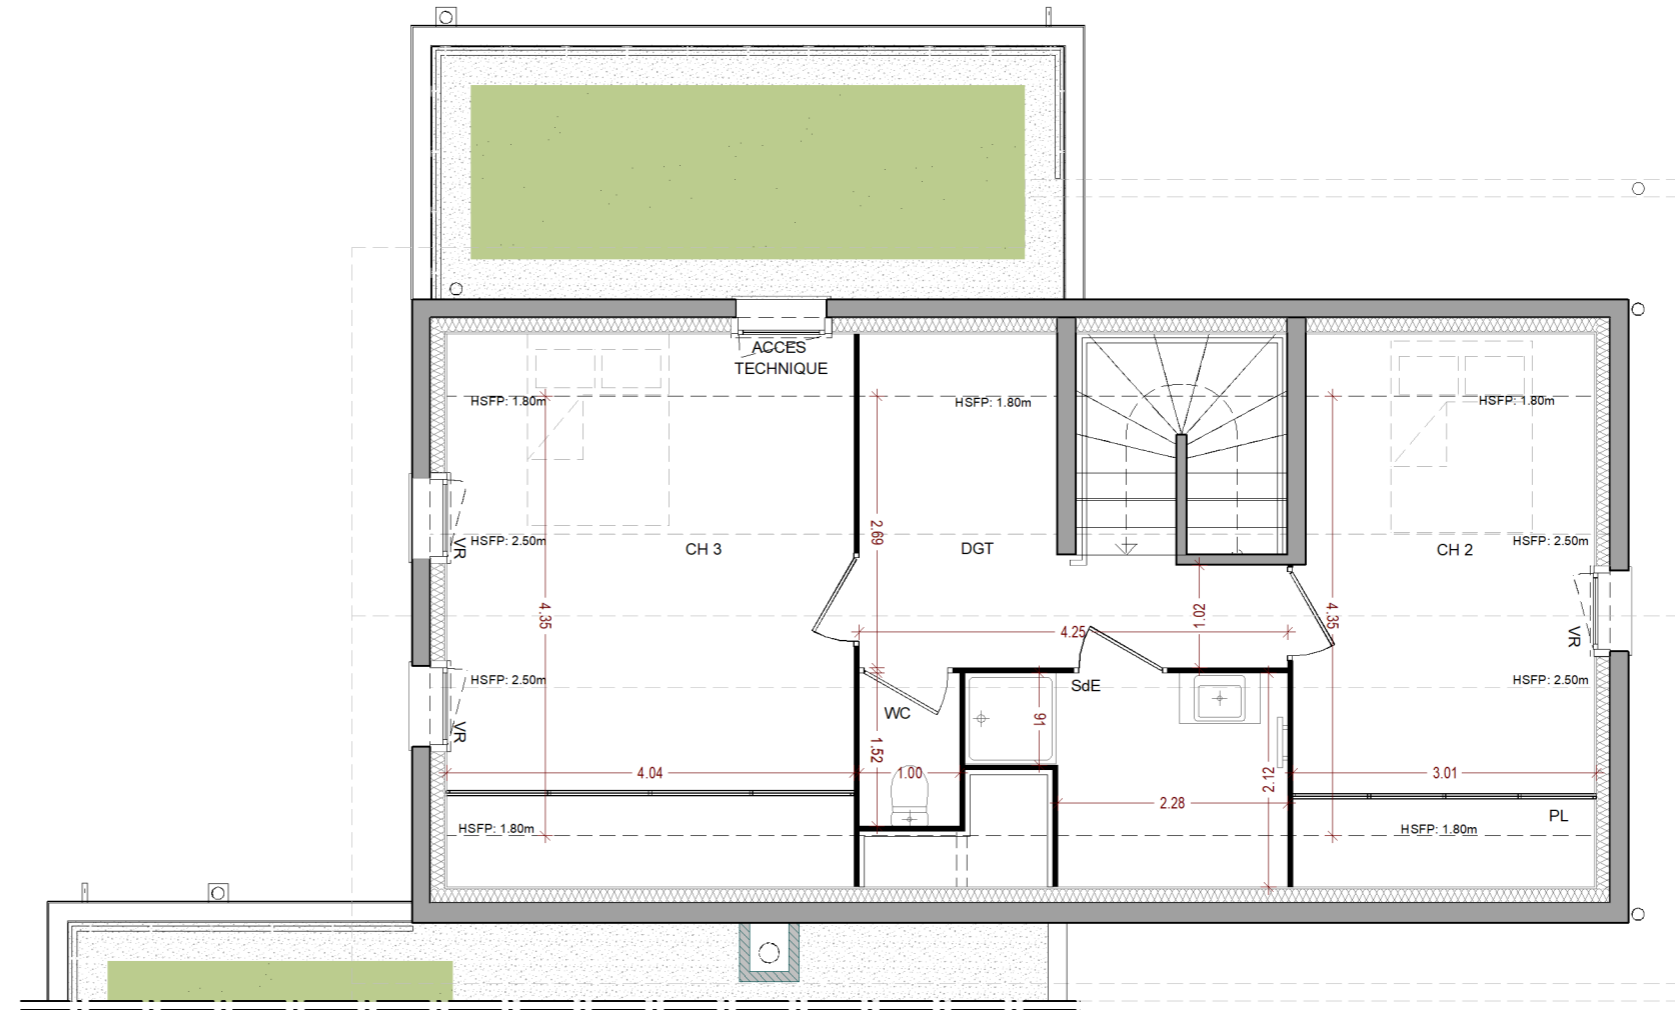 ACCES
TECHNIQUE
HSFP: 1.80m
HSFP: 1.80m
HSFP: 1.80m
2.69
VR
HSFP: 2.50m
CH 3
DGT
HSFP: 2.50m
CH 2
4.35
1.02
4.35
4.25
VR
HSFP: 2.50m
SdE
HSFP: 2.50m
WC
91
VR
1.52
4.04
1.00
2.12
3.01
2.28
HSFP: 1.80m
HSFP: 1.80m
PL